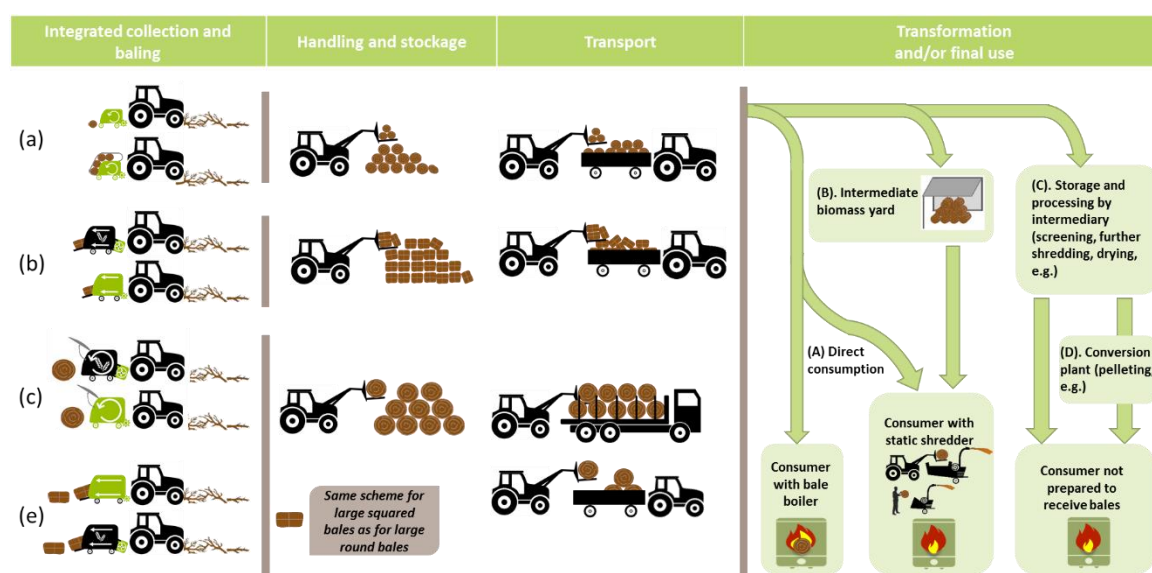 Integrated collection and
baling
Handling and stockage
Transport
Transformation
and/or final use
(a)
(b)
(c)
(e)
Same scheme for
large squared
bales as for large
round bales
(B). Intermediate
biomass yard
(C). Storage and
processing by
intermediary
(screening, further
shredding, drying,
e.g.)
(A) Direct
consumption
(D). Conversion
plant (pelleting,
e.g.)
Consumer
with bale
boiler
Consumer with
static shredder
Consumer not
prepared to
receive bales